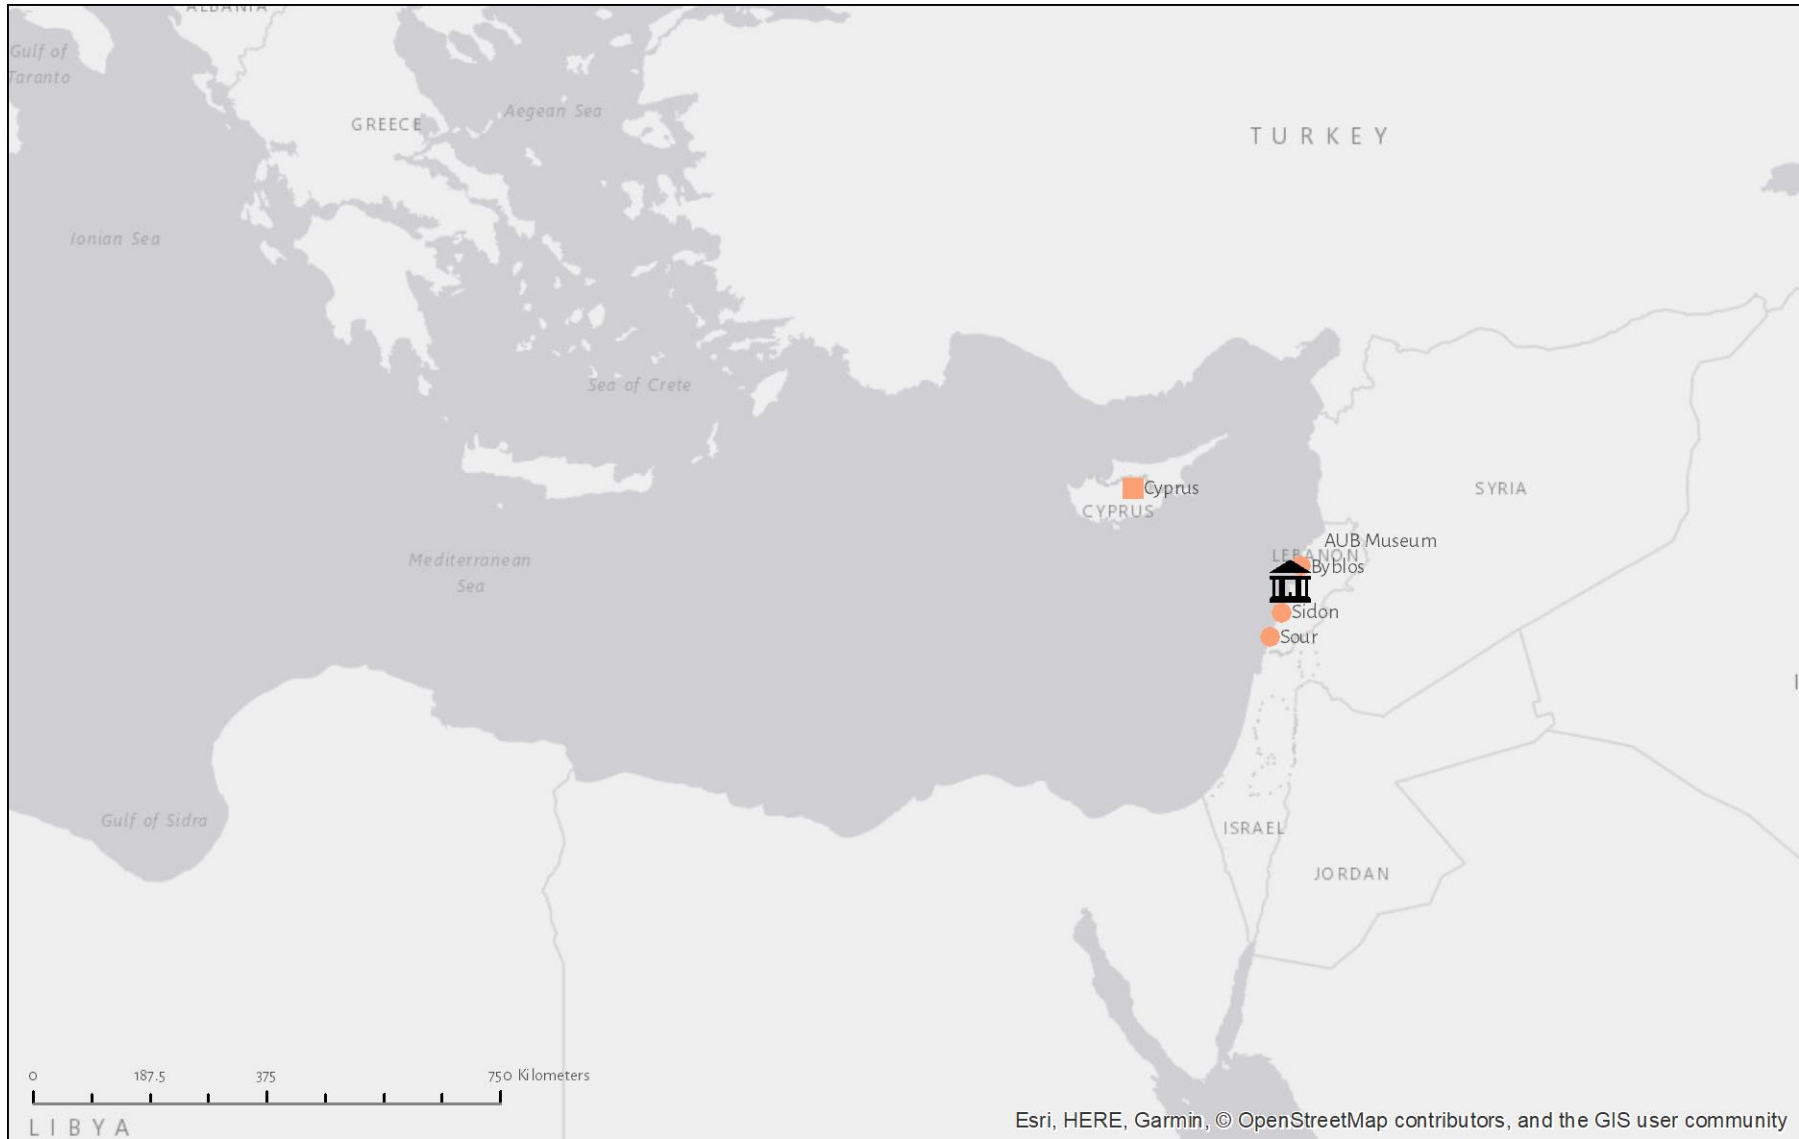 ALBANIA
Gulf of
Taranto
GREECE
Aegean Sea
TURKEY
Ionian Sea
Sea of Crete
Cyprus
CYPRUS
SYRIA
AUB Museum
LEBANON
Byblos
Mediterranean
Sea
Sidon
Sour
Gulf of Sidra
ISRAEL
JORDAN
0 187.5 375 750 Kilometers
LIBYA
Esri, HERE, Garmin, © OpenStreetMap contributors, and the GIS user community